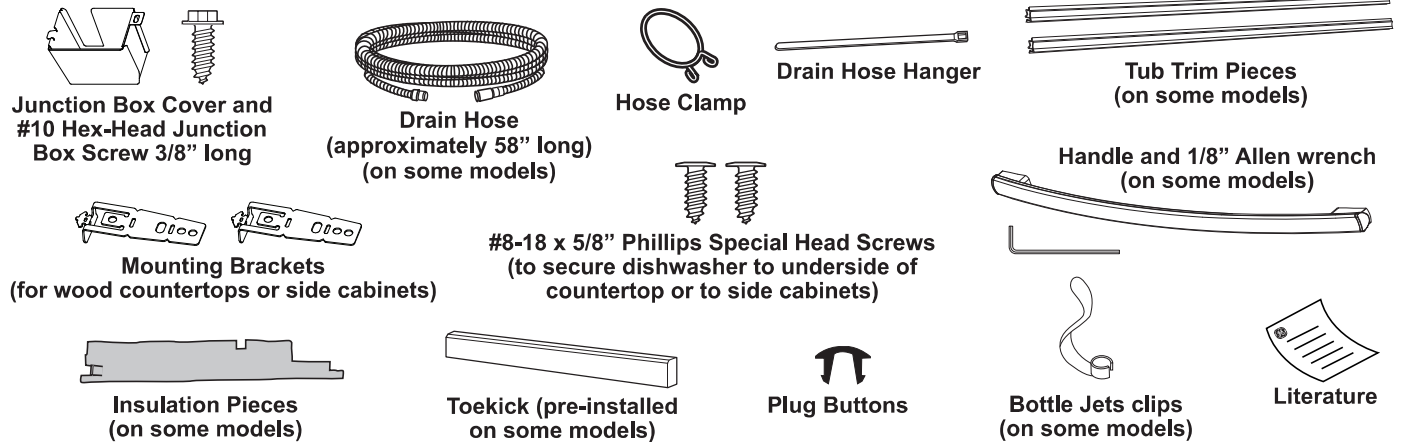 Junction Box Cover and
#10 Hex-Head Junction
Box Screw 3/8” long
Drain Hose
(approximately 58” long)
(on some models)
Hose Clamp
Drain Hose Hanger
Tub Trim Pieces
(on some models)
Mounting Brackets
(for wood countertops or side cabinets)
#8-18 x 5/8” Phillips Special Head Screws
(to secure dishwasher to underside of
countertop or to side cabinets)
Handle and 1/8” Allen wrench
(on some models)
Insulation Pieces
(on some models)
Toekick (pre-installed
on some models)
Plug Buttons
Bottle Jets clips
(on some models)
Literature